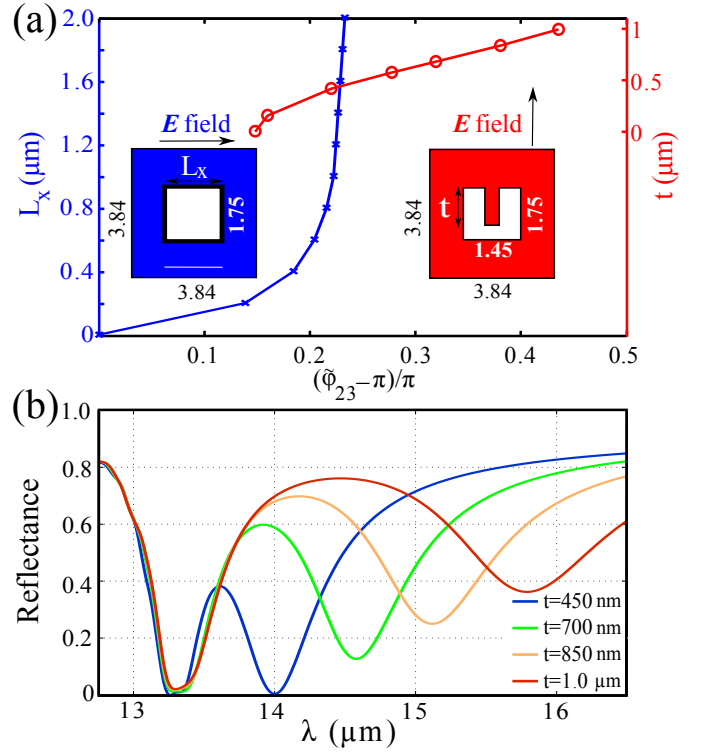 (a)
2.0
1.6
1.2
0.8
0.4
0
L_x (μm)
1
0.5
0
t (μm)
E field
L_x
3.84
1.75
3.84
E field
t
3.84
1.75
1.45
3.84
0.1
0.2
0.3
0.4
0.5
(φ̃_23−π)/π
(b)
1.0
0.8
0.6
0.4
0.2
0
Reflectance
t=450 nm
t=700 nm
t=850 nm
t=1.0 μm
13
14
15
16
λ (μm)